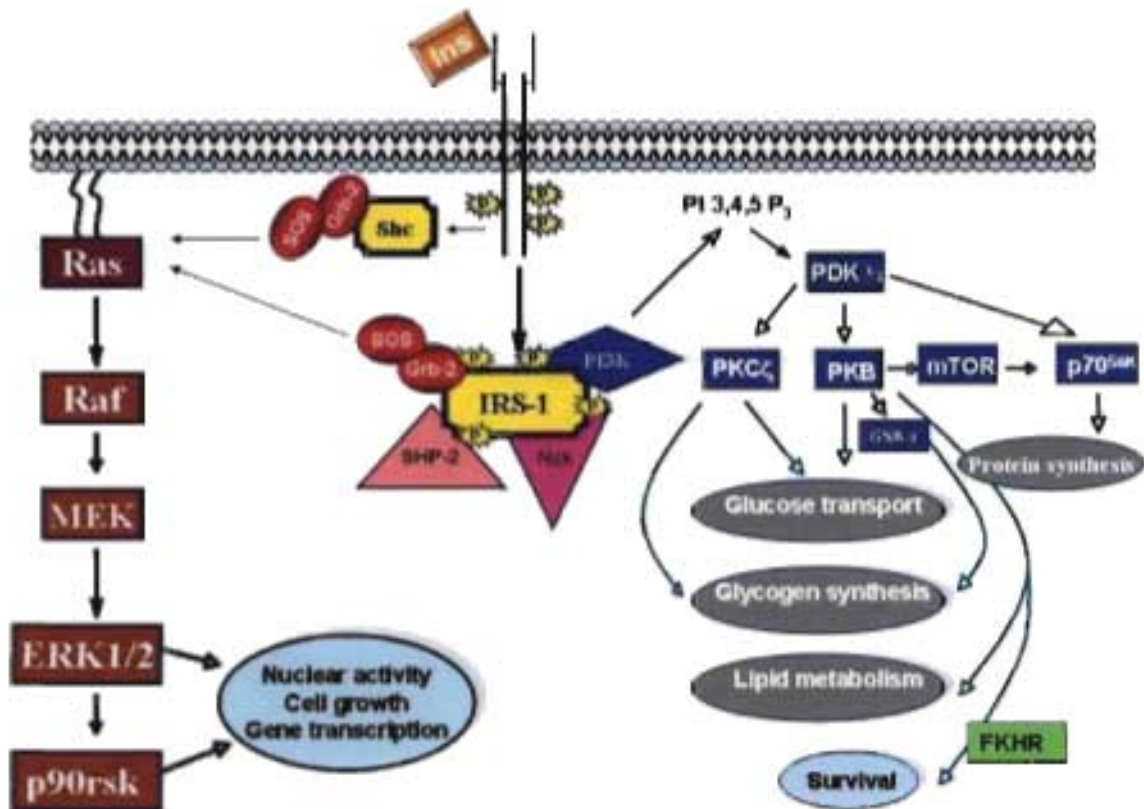 Ins
PI 3,4,5 P3
SOS
Grb-2
Shc
P
P
P
Ras
PDK
SOS
Grb-2
P
P
PI3k
PKCζ
PKB
mTOR
p70S6K
Raf
IRS-1
P
P
SHP-2
Nck
Protein synthesis
Glucose transport
MEK
Glycogen synthesis
ERK1/2
Nuclear activity
Cell growth
Gene transcription
Lipid metabolism
FKHR
p90rsk
Survival